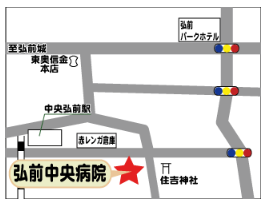 弘前
パークホテル
至弘前城
東奥信金
本店
中央弘前駅
赤レンガ倉庫
弘前中央病院
住吉神社